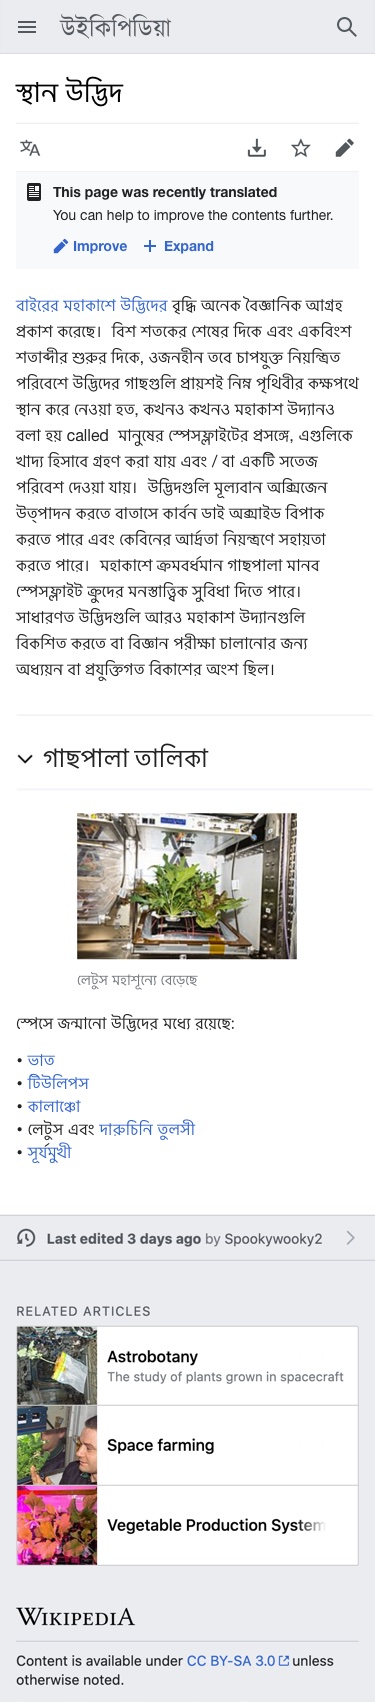 উইকিপিডিয়া
স্থান উদ্ভিদ
This page was recently translated
You can help to improve the contents further.
Improve + Expand
বাইরের মহাকাশে উদ্ভিদের বৃদ্ধি অনেক বৈজ্ঞানিক আগ্রহ
প্রকাশ করেছে। বিশ শতকের শেষের দিকে এবং একবিংশ
শতাব্দীর শুরুর দিকে, ওজনহীন তবে চাপযুক্ত নিয়ন্ত্রিত
পরিবেশে উদ্ভিদের গাছগুলি প্রায়শই নিম্ন পৃথিবীর কক্ষপথে
স্থান করে নেওয়া হত, কখনও কখনও মহাকাশ উদ্যানও
বলা হয় called মানুষের স্পেসফ্লাইটের প্রসঙ্গে, এগুলিকে
খাদ্য হিসাবে গ্রহণ করা যায় এবং / বা একটি সতেজ
পরিবেশ দেওয়া যায়। উদ্ভিদগুলি মূল্যবান অক্সিজেন
উত্পাদন করতে বাতাসে কার্বন ডাই অক্সাইড বিপাক
করতে পারে এবং কেবিনের আর্দ্রতা নিয়ন্ত্রণে সহায়তা
করতে পারে। মহাকাশে ক্রমবর্ধমান গাছপালা মানব
স্পেসফ্লাইট ক্রুদের মনস্তাত্ত্বিক সুবিধা দিতে পারে।
সাধারণত উদ্ভিদগুলি আরও মহাকাশ উদ্যানগুলি
বিকশিত করতে বা বিজ্ঞান পরীক্ষা চালানোর জন্য
অধ্যয়ন বা প্রযুক্তিগত বিকাশের অংশ ছিল।
গাছপালা তালিকা
লেটুস মহাশূন্যে বেড়েছে
স্পেসে জন্মানো উদ্ভিদের মধ্যে রয়েছে:
• ভাত
• টিউলিপস
• কালাঞ্চো
• লেটুস এবং দারুচিনি তুলসী
• সূর্যমুখী
Last edited 3 days ago by Spookywooky2
RELATED ARTICLES
Astrobotany
The study of plants grown in spacecraft
Space farming
Vegetable Production System
WIKIPEDIA
Content is available under CC BY-SA 3.0 unless
otherwise noted.